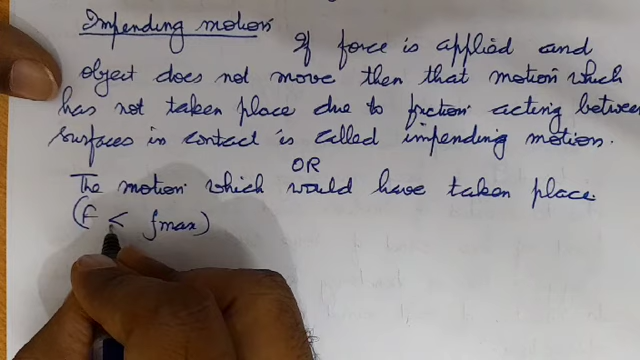 Impending motion
If force is applied and
object does not move then that motion which
has not taken place due to friction acting between
surfaces in contact is called impending motion.
OR
The motion which would have taken place
(F < fmax)